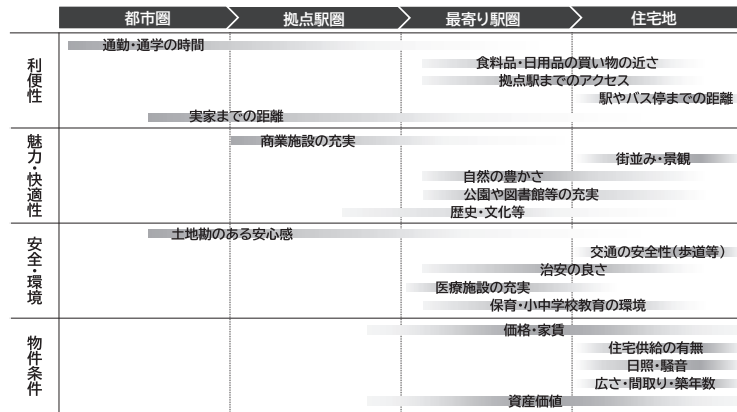 都市圏
拠点駅圏
最寄り駅圏
住宅地
利便性
通勤・通学の時間
食料品・日用品の買い物の近さ
拠点駅までのアクセス
駅やバス停までの距離
実家までの距離
魅力・快適性
商業施設の充実
街並み・景観
自然の豊かさ
公園や図書館等の充実
歴史・文化等
安全・環境
土地勘のある安心感
交通の安全性(歩道等)
治安の良さ
医療施設の充実
保育・小中学校教育の環境
物件条件
価格・家賃
住宅供給の有無
日照・騒音
広さ・間取り・築年数
資産価値